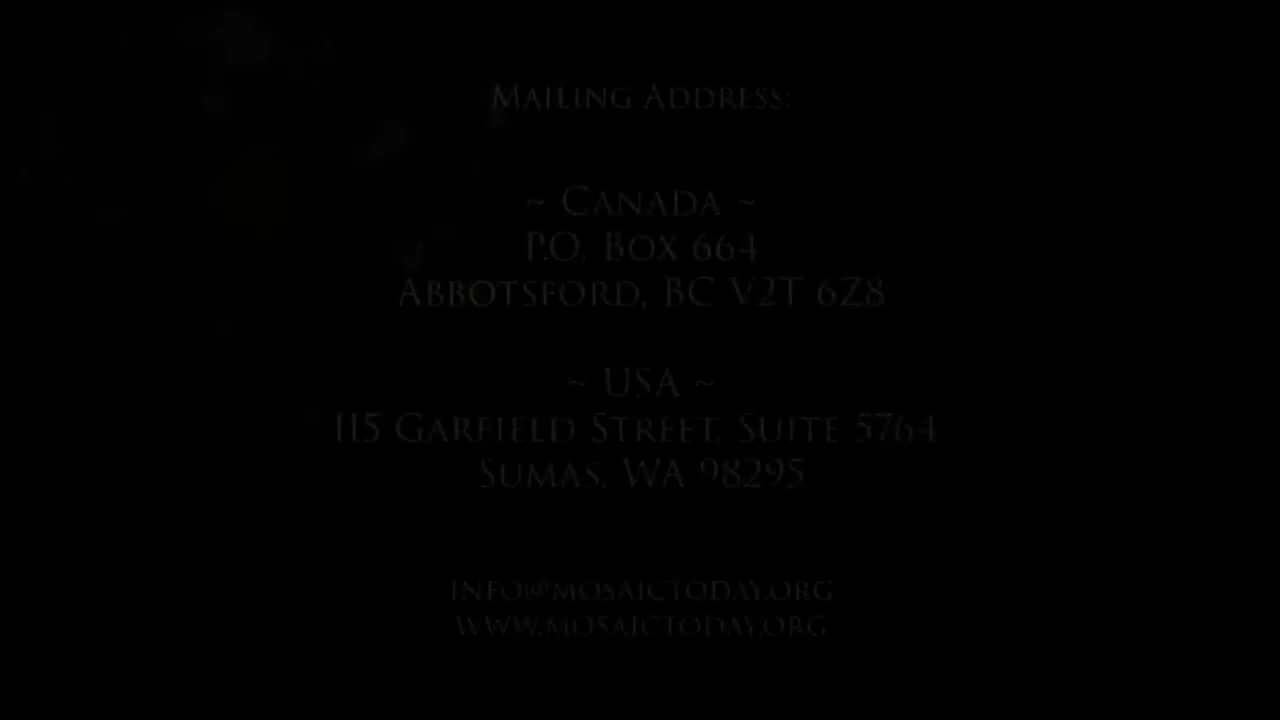 Mailing Address:
~ Canada ~
P.O. Box 664
Abbotsford, BC V2T 6Z8
~ USA ~
115 Garfield Street, Suite 5764
Sumas, WA 98295
info@mosaictoday.org
www.mosaictoday.org